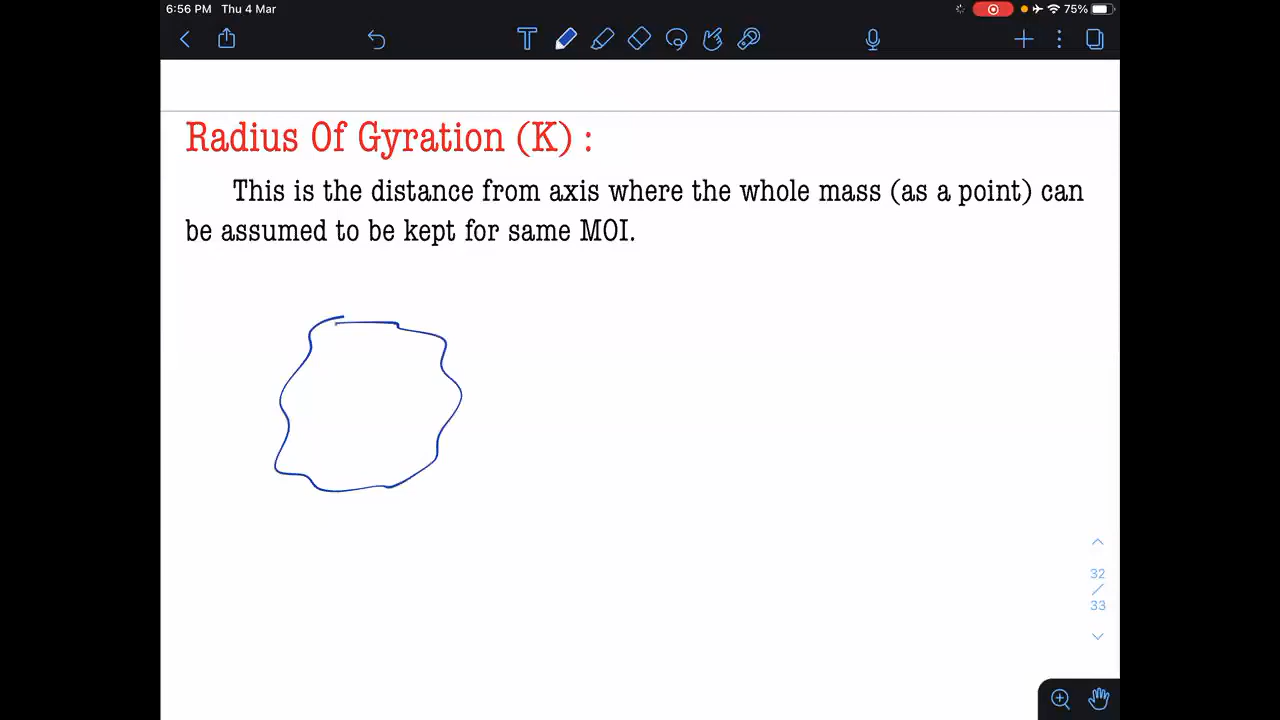 6:56 PM Thu 4 Mar
75%
T
Radius Of Gyration (K) :
This is the distance from axis where the whole mass (as a point) can
be assumed to be kept for same MOI.
32
/
33